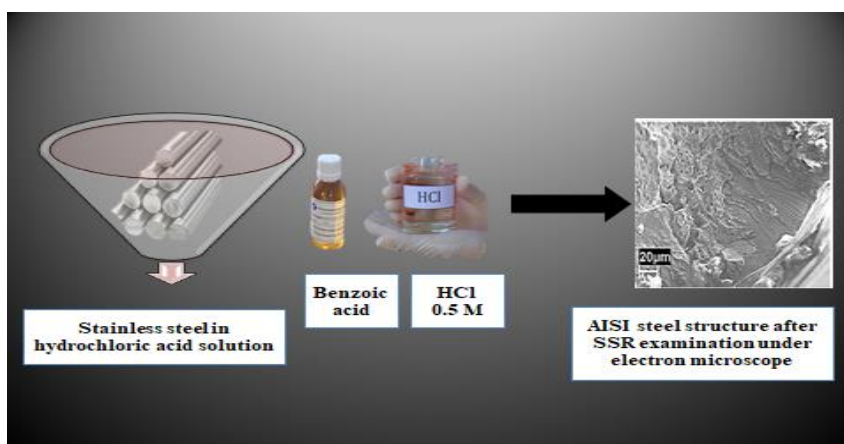 Stainless steel in
hydrochloric acid solution
Benzoic
acid
HCl
HCl
0.5 M
20µm
AISI steel structure after
SSR examination under
electron microscope